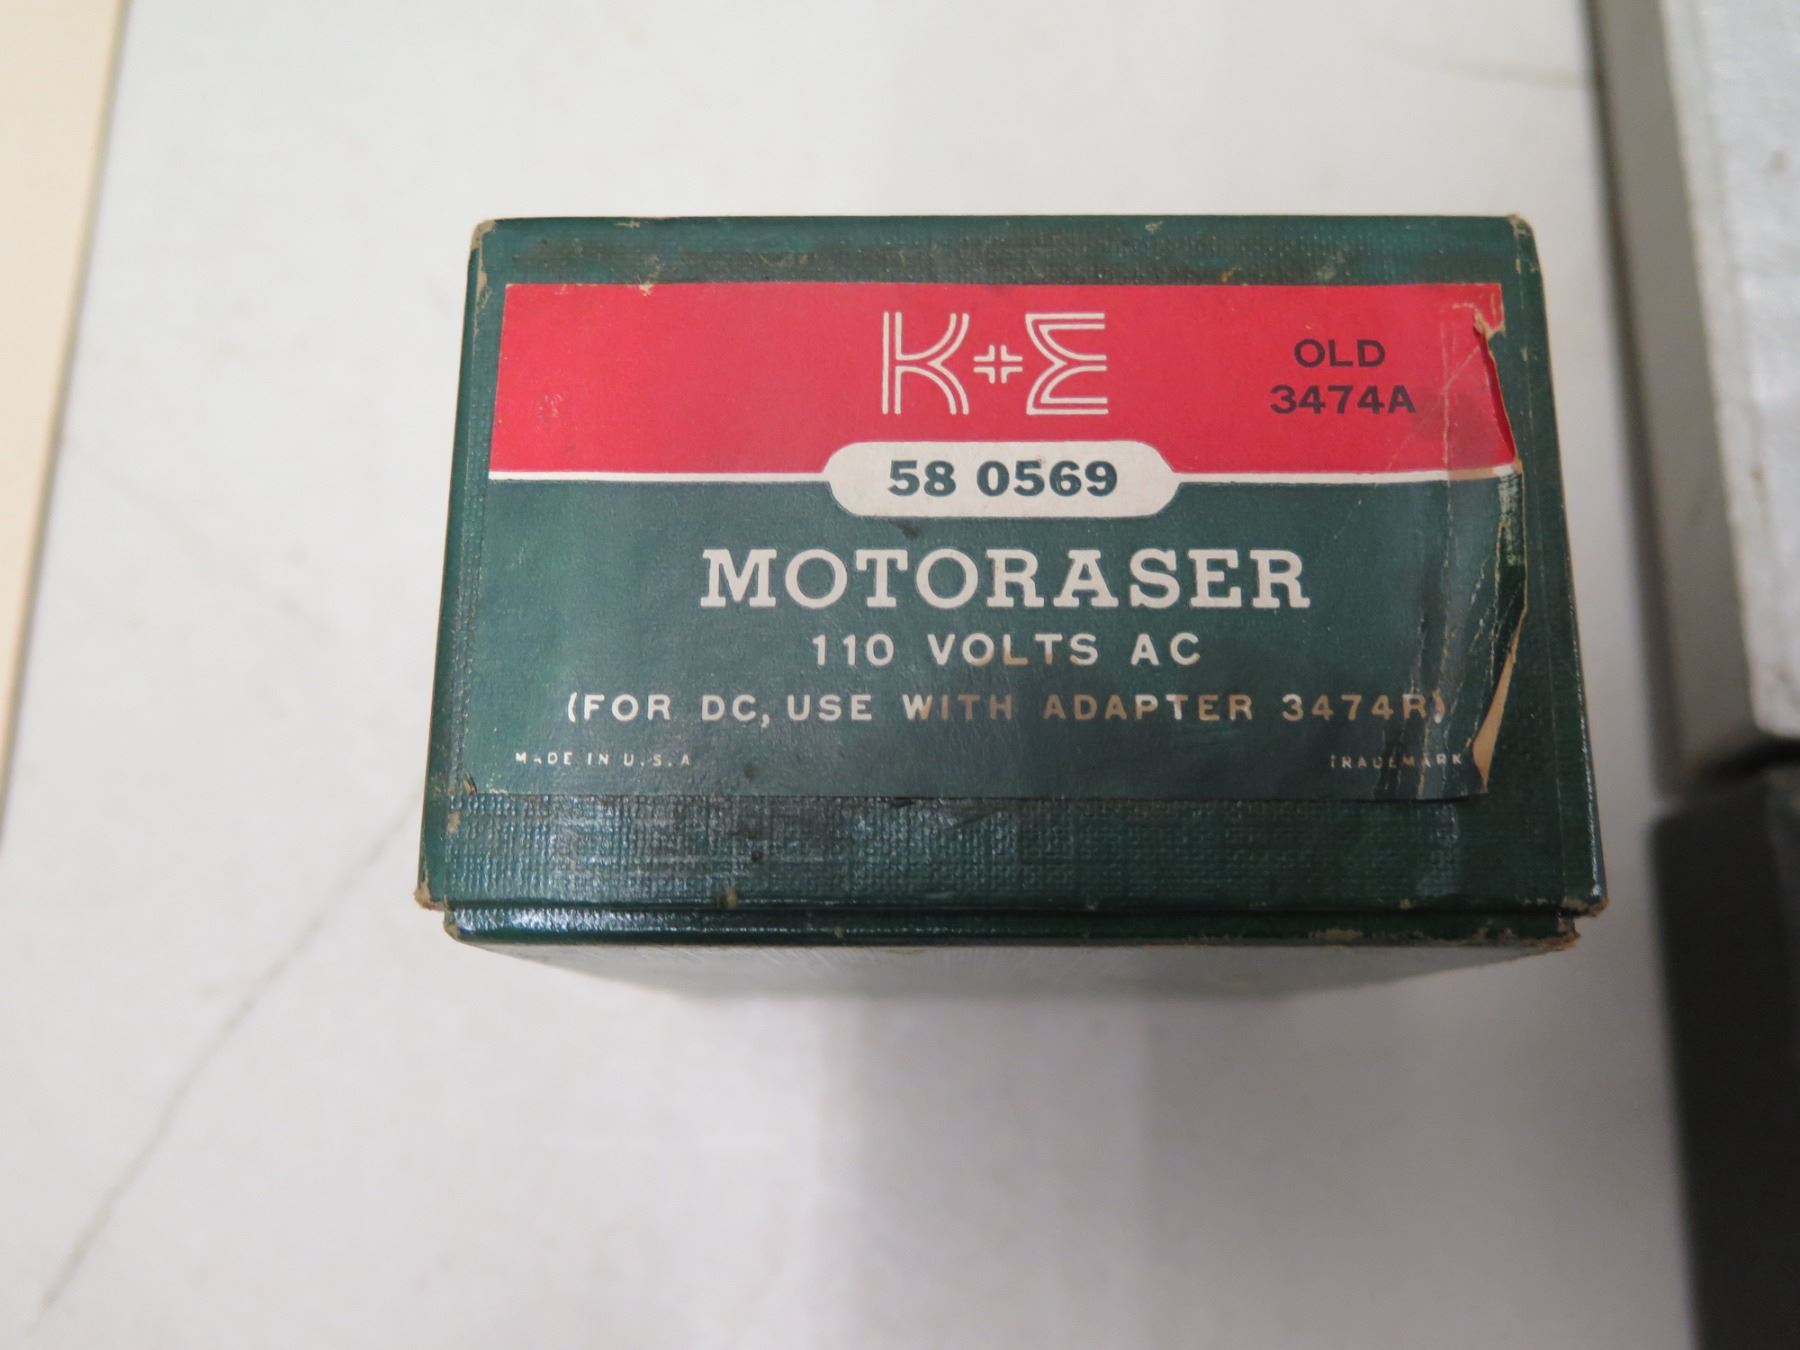 K+E
OLD
3474A
58 0569
MOTORASER
110 VOLTS AC
(FOR DC, USE WITH ADAPTER 3474R)
MADE IN U.S.A
TRADEMARK